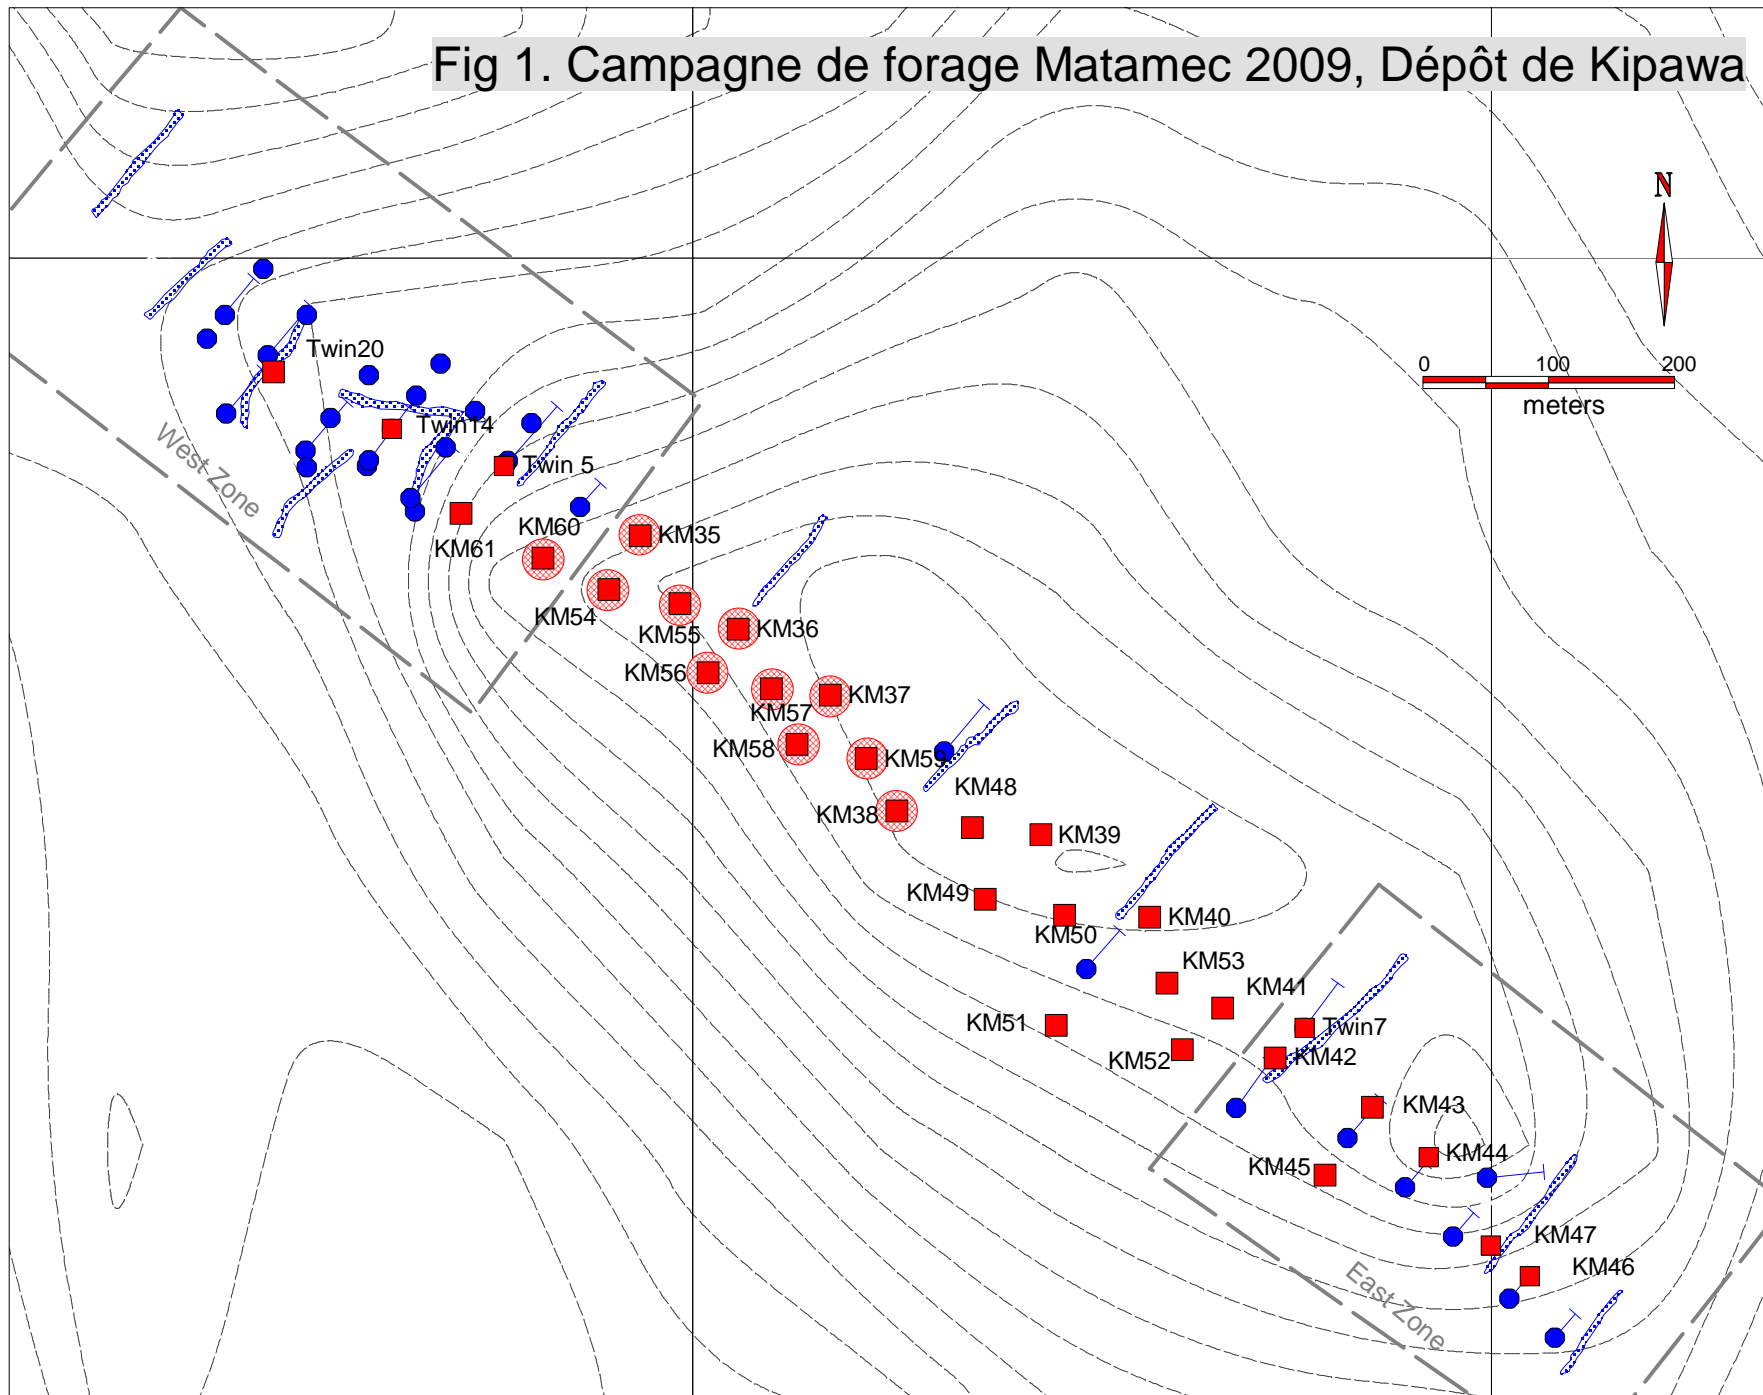 Fig 1. Campagne de forage Matamec 2009, Dépôt de Kipawa
N
0 100 200
meters
Twin20
Twin14
West Zone
Twin 5
KM60
KM35
KM61
KM54
KM55
KM36
KM56
KM57
KM37
KM58
KM59
KM48
KM38
KM39
KM49
KM50
KM40
KM53
KM41
KM51
Twin7
KM52
KM42
KM43
KM44
KM45
KM47
KM46
East Zone